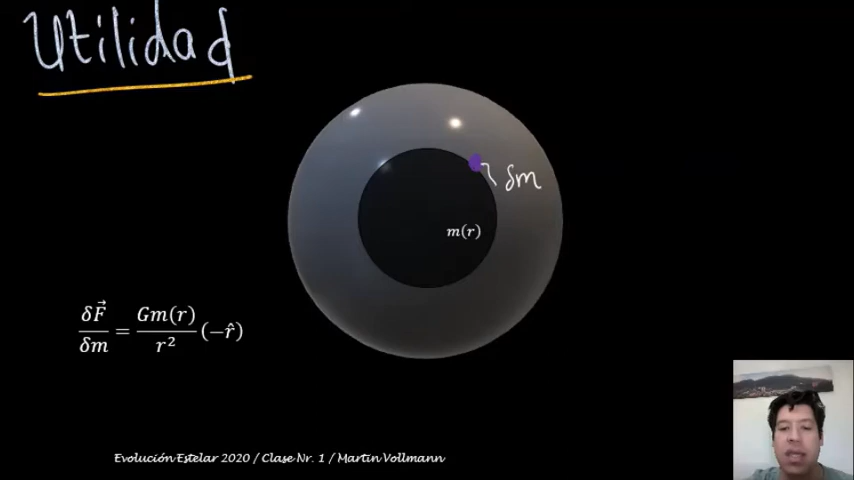 Utilidad
δm
m(r)
δF⃗/δm = Gm(r)/r² (−r̂)
Evolución Estelar 2020 / Clase Nr. 1 / Martin Vollmann